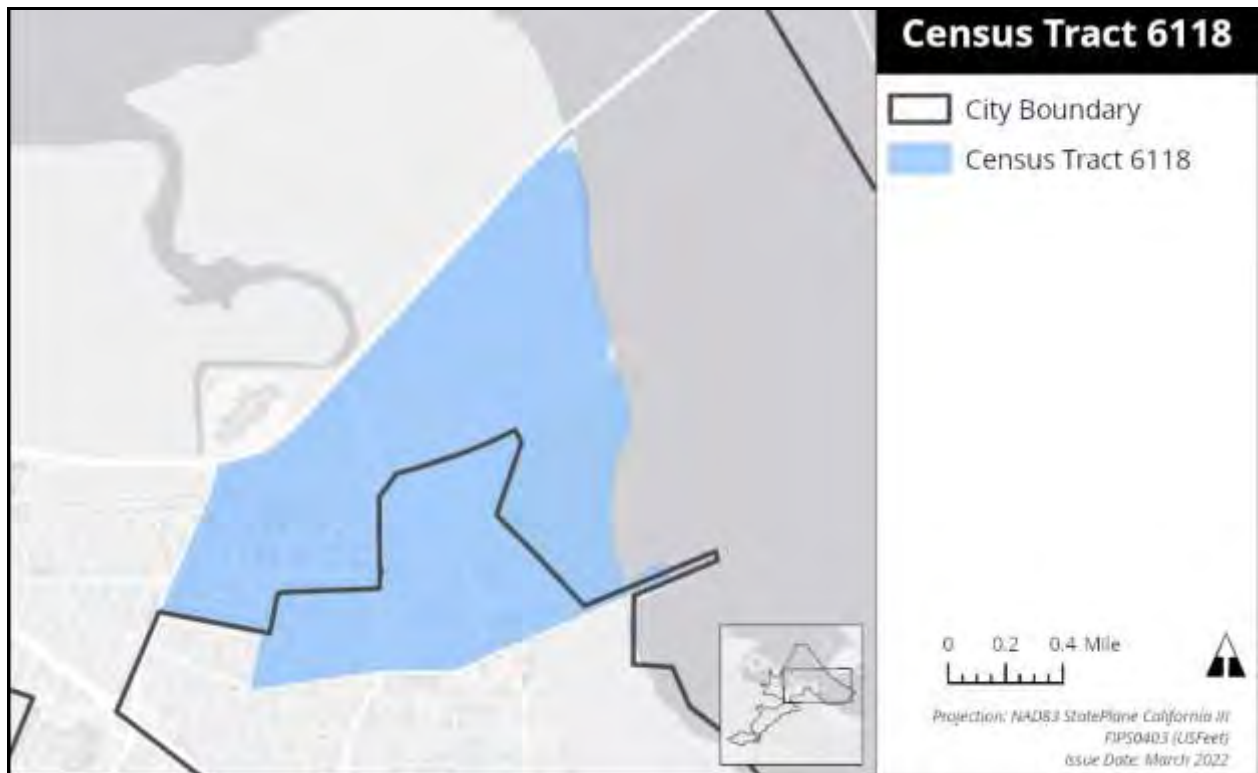 Census Tract 6118
City Boundary
Census Tract 6118
0 0.2 0.4 Mile
Projection: NAD83 StatePlane California III
FIPS0403 (USFeet)
Issue Date: March 2022